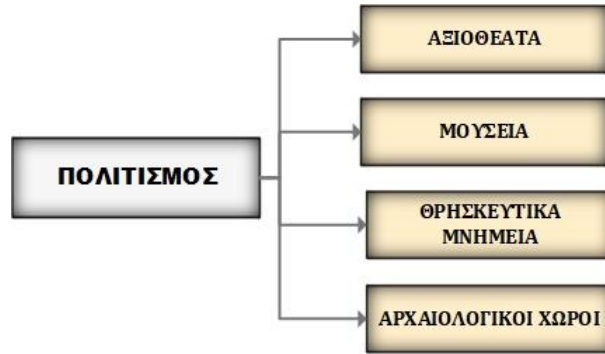 ΑΞΙΟΘΕΑΤΑ
ΜΟΥΣΕΙΑ
ΠΟΛΙΤΙΣΜΟΣ
ΘΡΗΣΚΕΥΤΙΚΑ
ΜΝΗΜΕΙΑ
ΑΡΧΑΙΟΛΟΓΙΚΟΙ ΧΩΡΟΙ